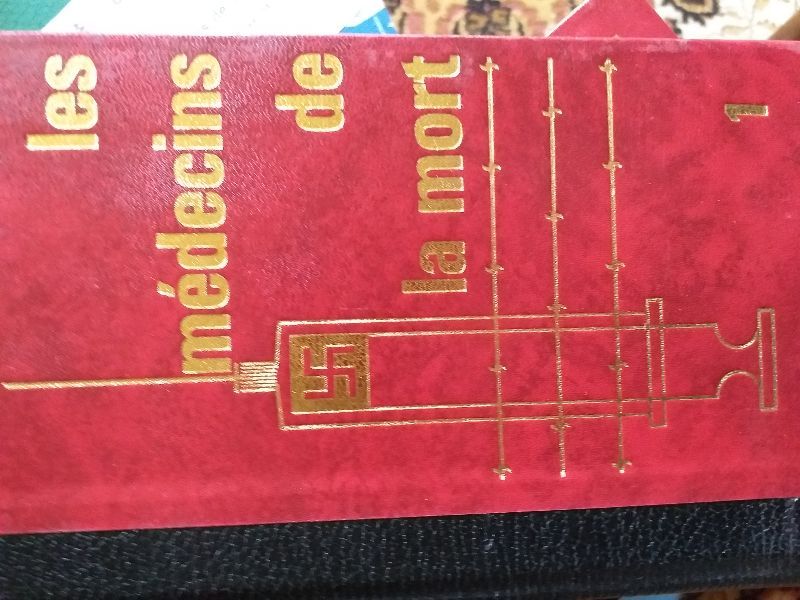 les
médecins
de
la mort
1